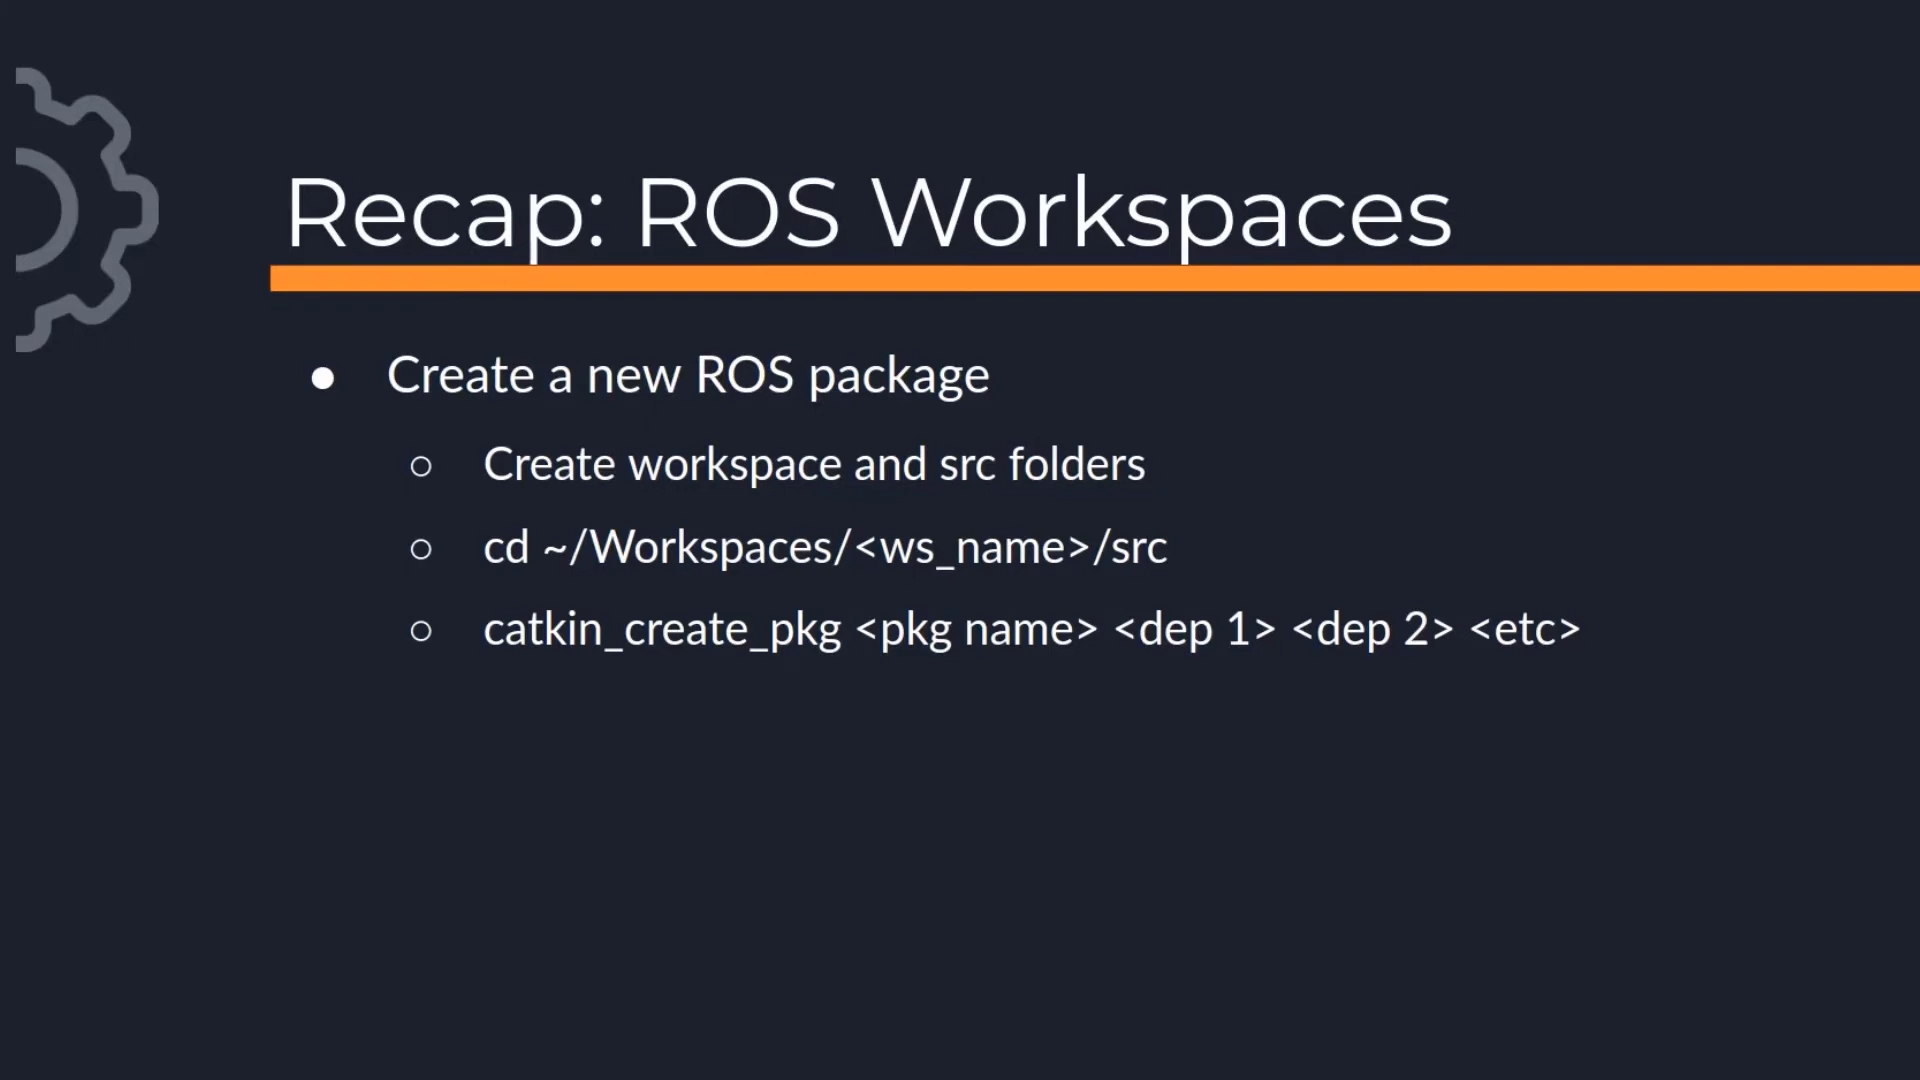 Recap: ROS Workspaces
● Create a new ROS package
○ Create workspace and src folders
○ cd ~/Workspaces/<ws_name>/src
○ catkin_create_pkg <pkg name> <dep 1> <dep 2> <etc>